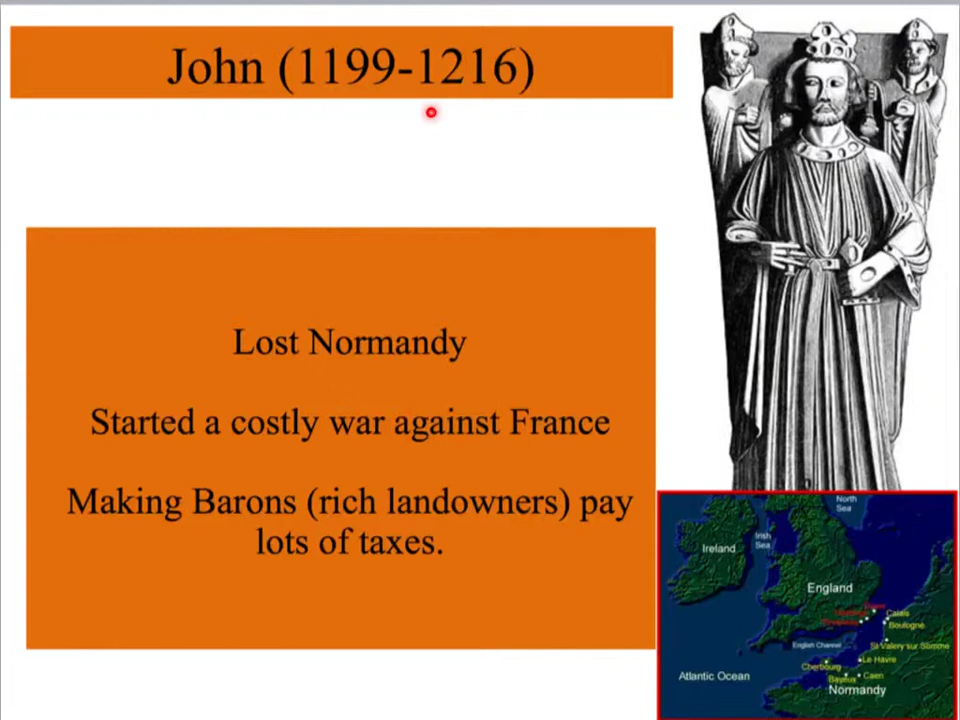 John (1199-1216)
Lost Normandy
Started a costly war against France
Making Barons (rich landowners) pay
lots of taxes.
North
Sea
Irish
Sea
Ireland
England
Calais
Boulogne
St Valery sur Somme
English Channel
Le Havre
Cherbourg
Bayeux
Caen
Atlantic Ocean
Normandy